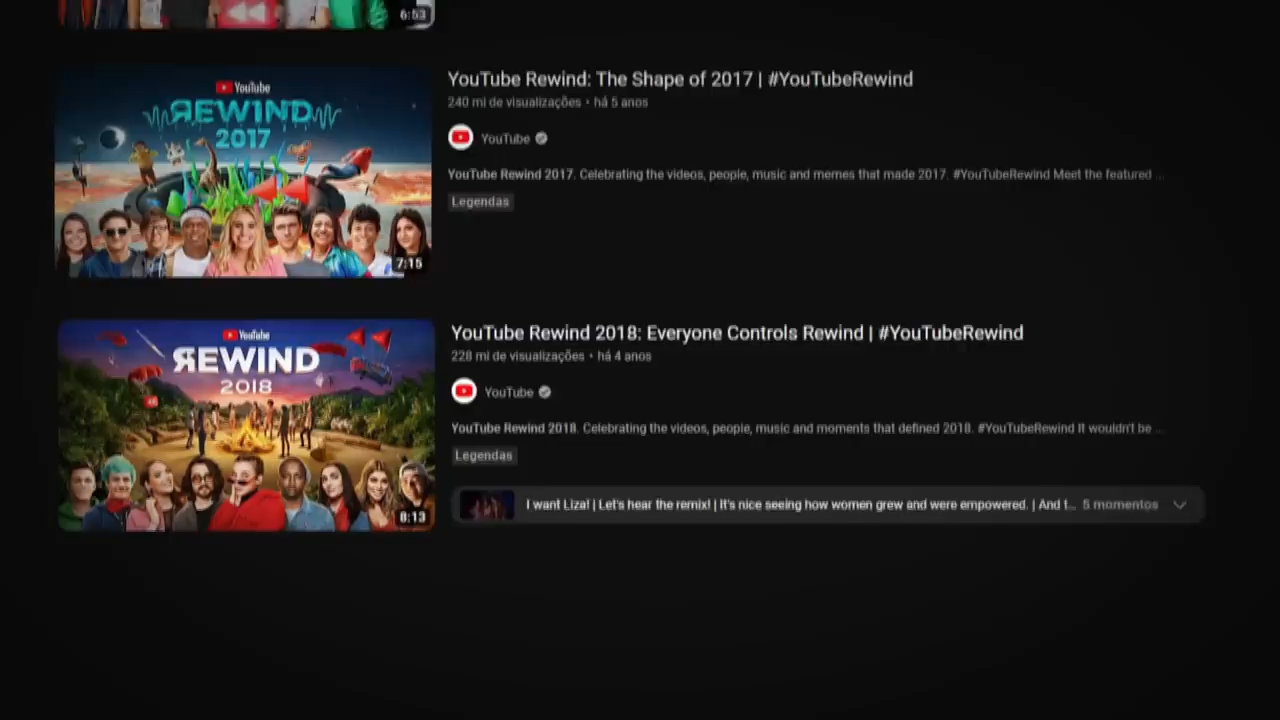 6:53
YouTube
REWIND
2017
7:15
YouTube Rewind: The Shape of 2017 | #YouTubeRewind
240 mi de visualizações • há 5 anos
YouTube
YouTube Rewind 2017. Celebrating the videos, people, music and memes that made 2017. #YouTubeRewind Meet the featured ...
Legendas
YouTube
REWIND
2018
8:13
YouTube Rewind 2018: Everyone Controls Rewind | #YouTubeRewind
228 mi de visualizações • há 4 anos
YouTube
YouTube Rewind 2018. Celebrating the videos, people, music and moments that defined 2018. #YouTubeRewind It wouldn't be ...
Legendas
I want Liza! | Let's hear the remix! | It's nice seeing how women grew and were empowered. | And t... 5 momentos